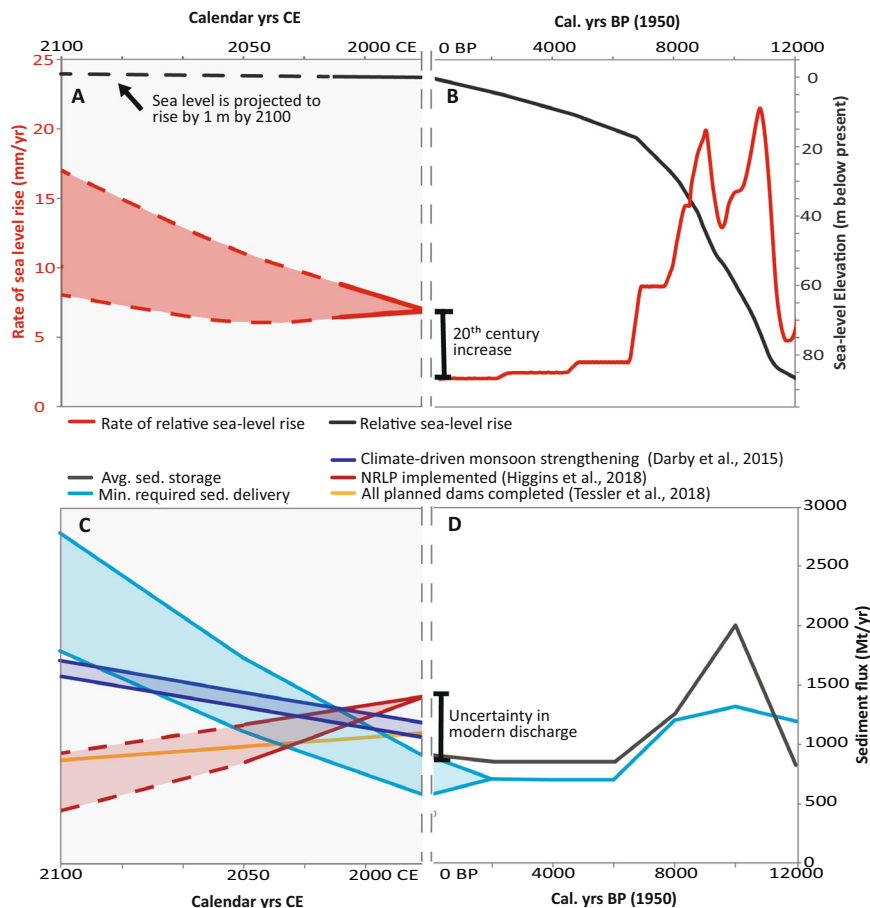 Calendar yrs CE
Cal. yrs BP (1950)
2100
2050
2000 CE
0 BP
4000
8000
12000
25
20
15
10
5
0
Rate of sea level rise (mm/yr)
A
Sea level is projected to
rise by 1 m by 2100
B
20th century
increase
0
20
40
60
80
Sea-level Elevation (m below present)
Rate of relative sea-level rise
Relative sea-level rise
Avg. sed. storage
Min. required sed. delivery
Climate-driven monsoon strengthening (Darby et al., 2015)
NRLP implemented (Higgins et al., 2018)
All planned dams completed (Tessler et al., 2018)
C
D
Uncertainty in
modern discharge
3000
2500
2000
1500
1000
500
0
Sediment flux (Mt/yr)
2100
2050
2000 CE
0 BP
4000
8000
12000
Calendar yrs CE
Cal. yrs BP (1950)